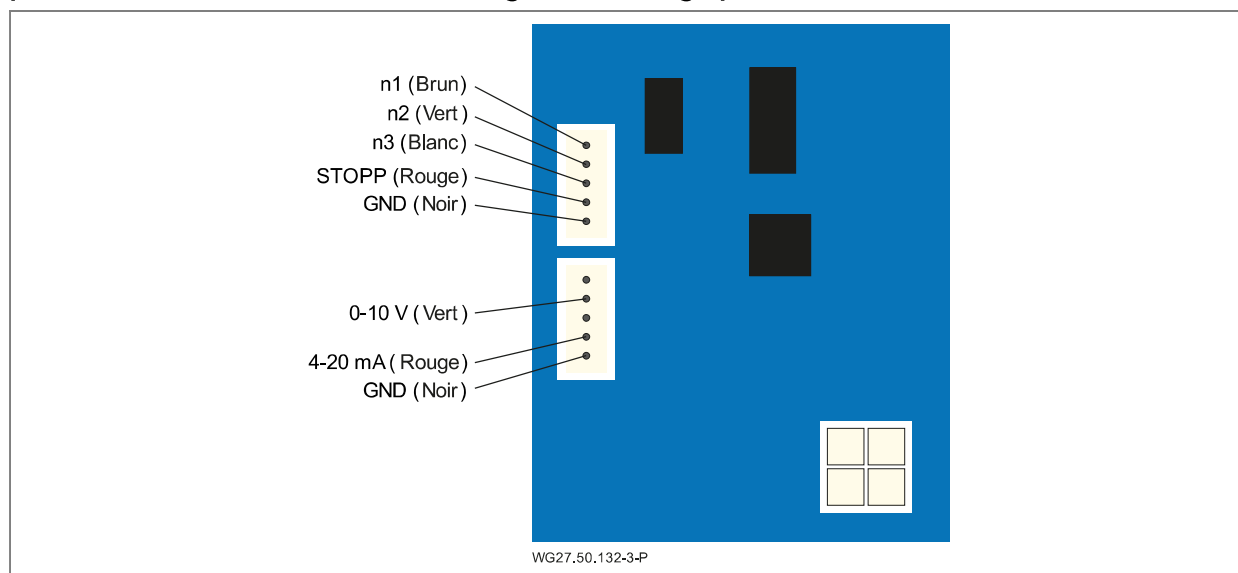 n1 (Brun)
n2 (Vert)
n3 (Blanc)
STOPP (Rouge)
GND (Noir)
0-10 V (Vert)
4-20 mA (Rouge)
GND (Noir)
WG27.50.132-3-P